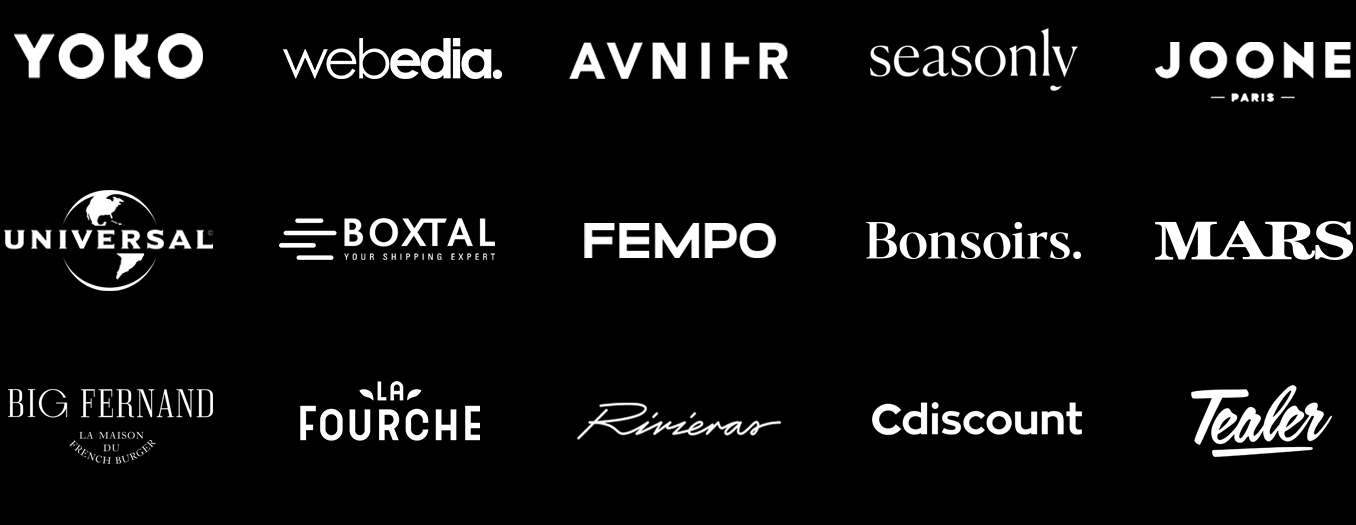 YOKO
webedia.
AVNIER
seasonly
JOONE
PARIS
UNIVERSAL
BOXTAL
YOUR SHIPPING EXPERT
FEMPO
Bonsoirs.
MARS
BIG FERNAND
LA MAISON
DU
FRENCH BURGER
LA
FOURCHE
Rivieras
Cdiscount
Tealer